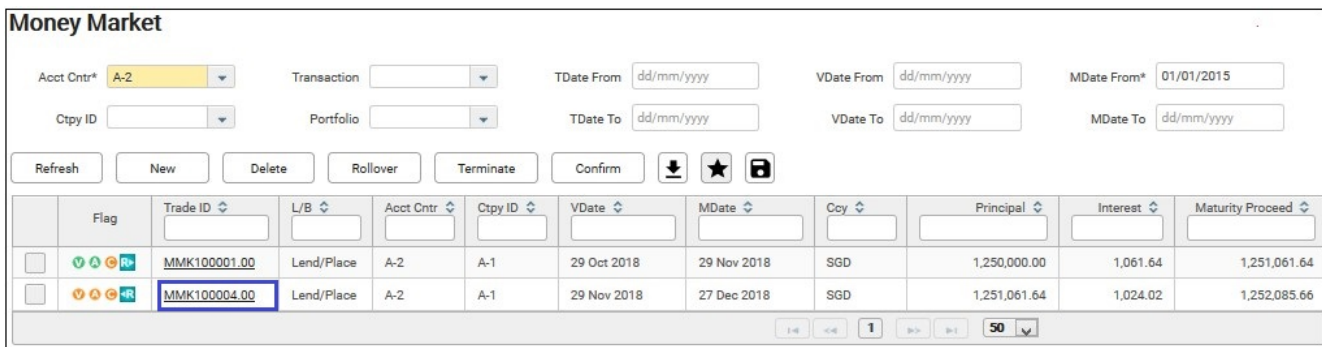 Money Market
Acct Cntr* A-2 Transaction TDate From dd/mm/yyyy VDate From dd/mm/yyyy MDate From* 01/01/2015
Ctpy ID Portfolio TDate To dd/mm/yyyy VDate To dd/mm/yyyy MDate To dd/mm/yyyy
Refresh New Delete Rollover Terminate Confirm
Flag Trade ID L/B Acct Cntr Ctpy ID VDate MDate Ccy Principal Interest Maturity Proceed
V A C R MMK100001.00 Lend/Place A-2 A-1 29 Oct 2018 29 Nov 2018 SGD 1,250,000.00 1,061.64 1,251,061.64
V A C R MMK100004.00 Lend/Place A-2 A-1 29 Nov 2018 27 Dec 2018 SGD 1,251,061.64 1,024.02 1,252,085.66
1 50